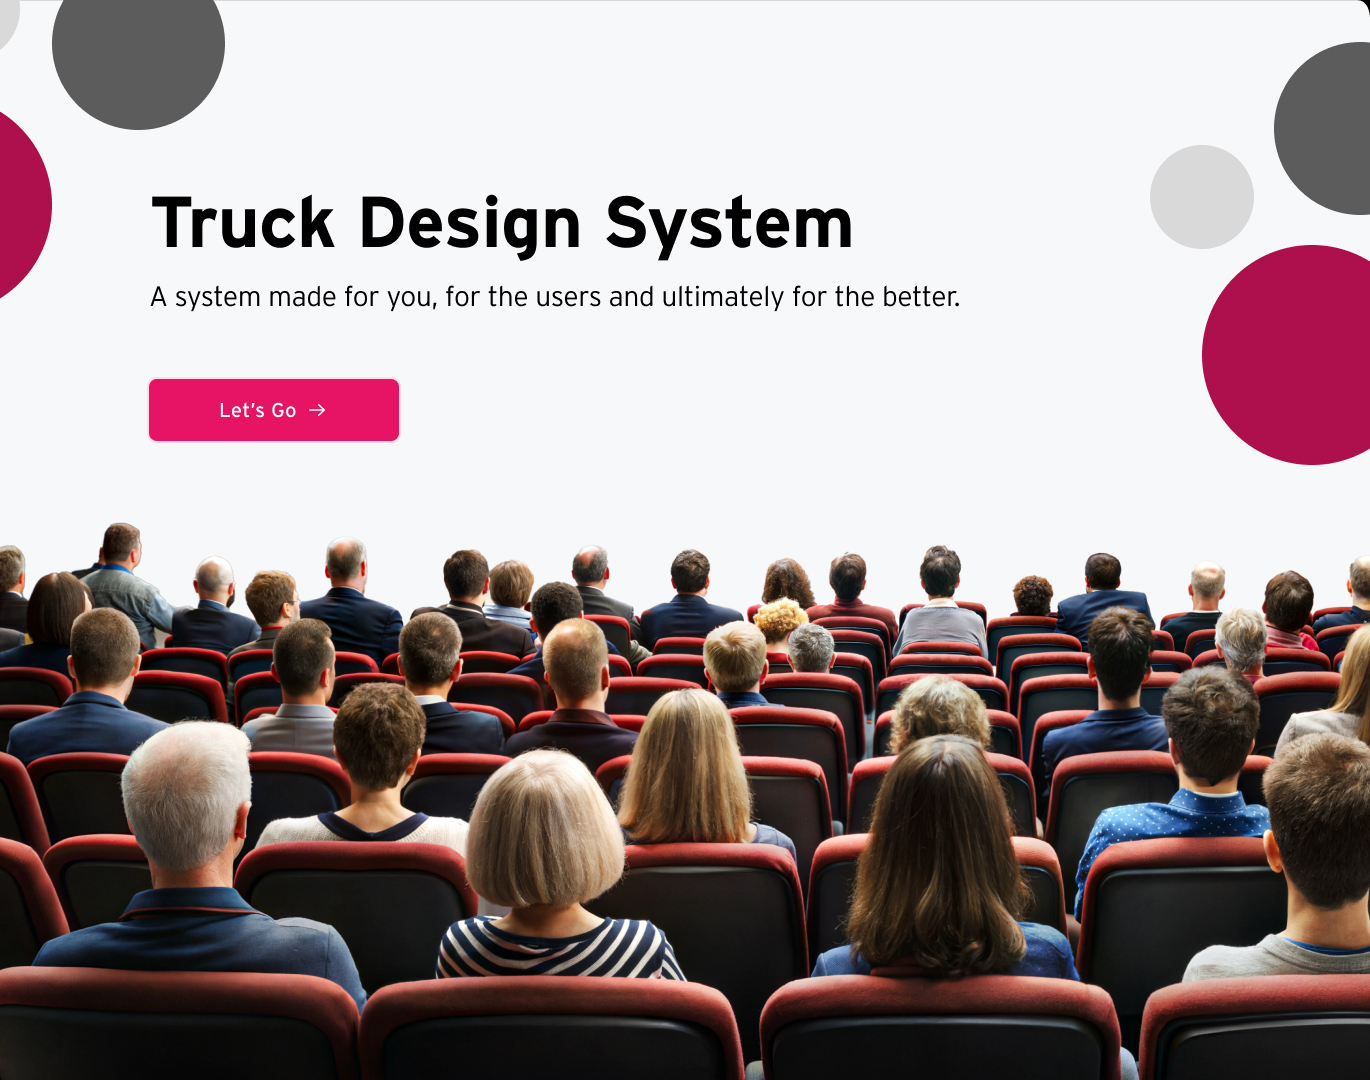 Truck Design System
A system made for you, for the users and ultimately for the better.
Let’s Go →